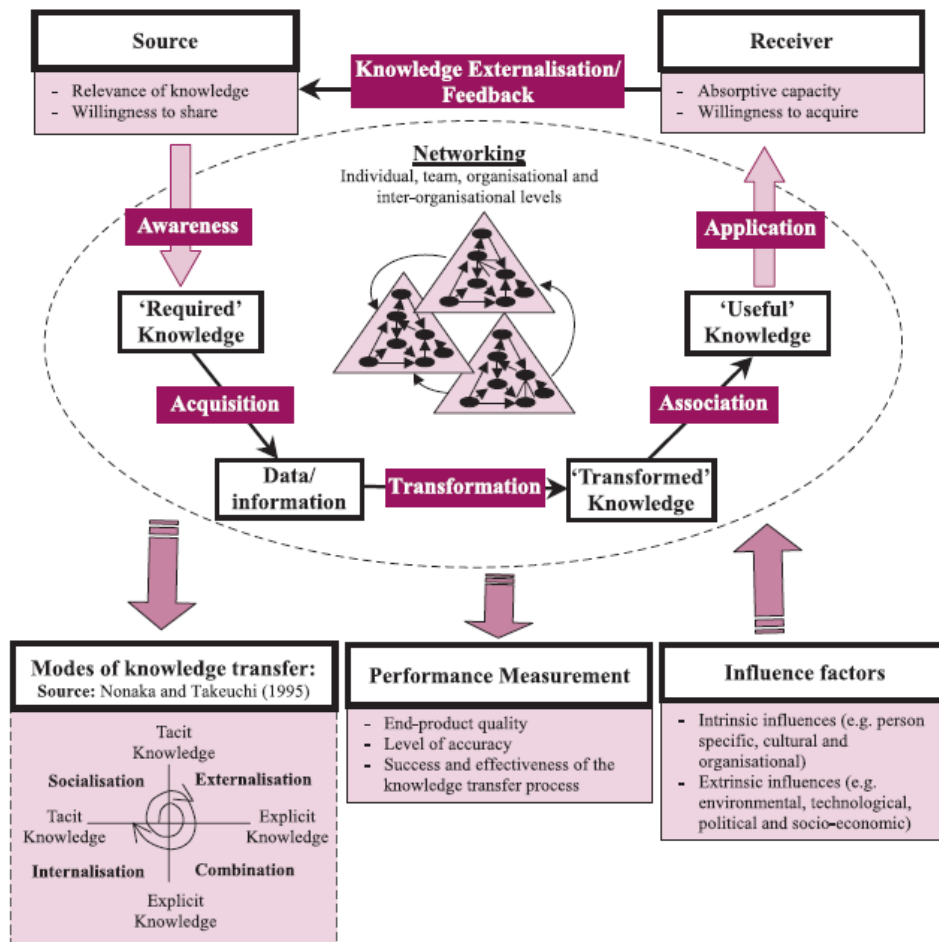 Source
- Relevance of knowledge
- Willingness to share
Knowledge Externalisation/
Feedback
Receiver
- Absorptive capacity
- Willingness to acquire
Networking
Individual, team, organisational and
inter-organisational levels
Awareness
Application
‘Required’
Knowledge
‘Useful’
Knowledge
Acquisition
Association
Data/
information
Transformation
‘Transformed’
Knowledge
Modes of knowledge transfer:
Source: Nonaka and Takeuchi (1995)
Tacit
Knowledge
Socialisation
Externalisation
Tacit
Knowledge
Explicit
Knowledge
Internalisation
Combination
Explicit
Knowledge
Performance Measurement
- End-product quality
- Level of accuracy
- Success and effectiveness of the
knowledge transfer process
Influence factors
- Intrinsic influences (e.g. person
specific, cultural and
organisational)
- Extrinsic influences (e.g.
environmental, technological,
political and socio-economic)